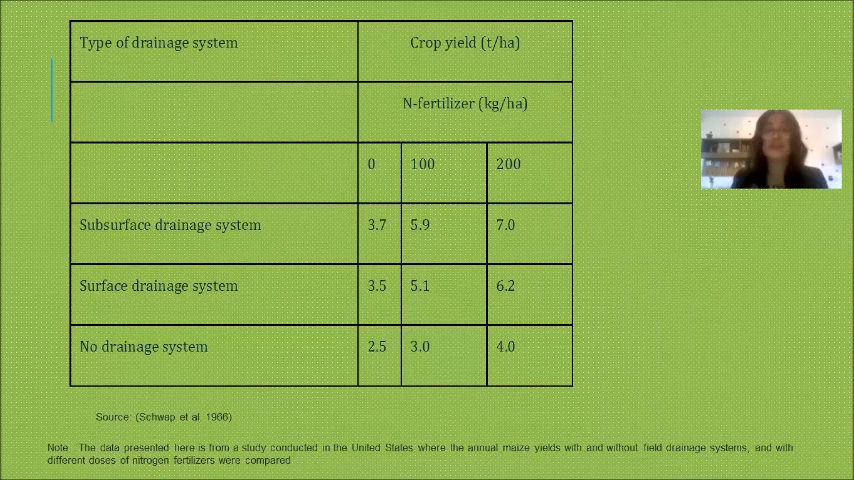 Type of drainage system Crop yield (t/ha)
N-fertilizer (kg/ha)
0 100 200
Subsurface drainage system 3.7 5.9 7.0
Surface drainage system 3.5 5.1 6.2
No drainage system 2.5 3.0 4.0
Source: (Schwap et al. 1966)
Note The data presented here is from a study conducted in the United States where the annual maize yields with and without field drainage systems, and with
different doses of nitrogen fertilizers were compared